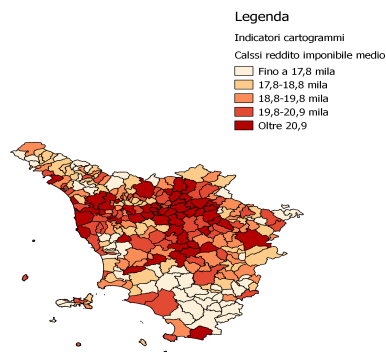 Legenda
Indicatori cartogrammi
Calssi reddito imponibile medio
Fino a 17,8 mila
17,8-18,8 mila
18,8-19,8 mila
19,8-20,9 mila
Oltre 20,9